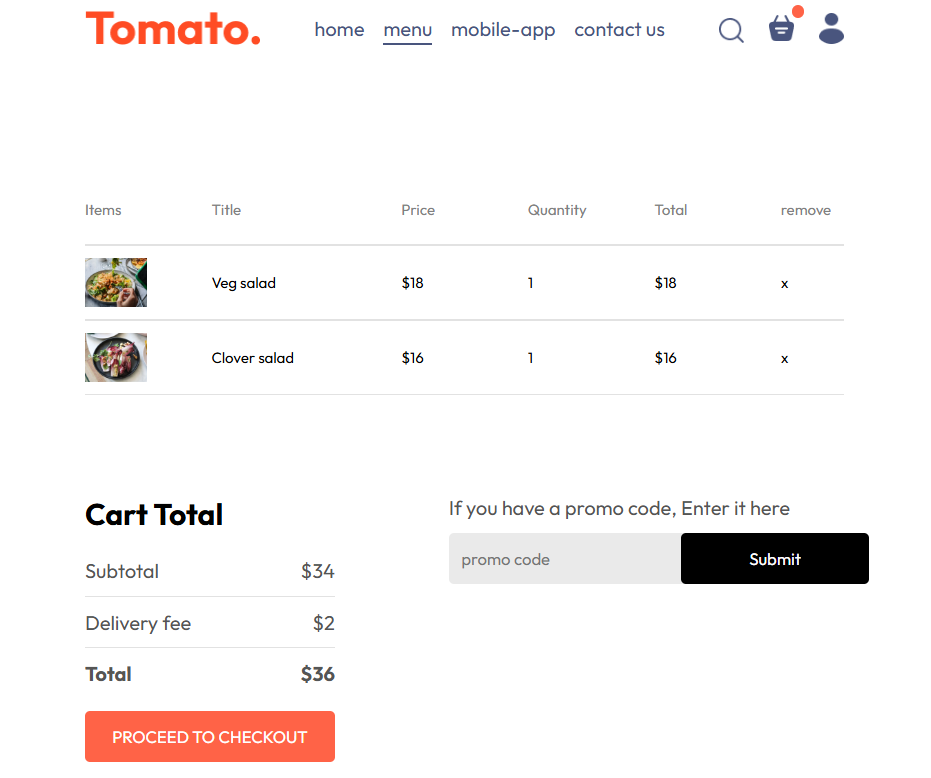 Tomato. home menu mobile-app contact us
Items Title Price Quantity Total remove
Veg salad $18 1 $18 x
Clover salad $16 1 $16 x
Cart Total
Subtotal $34
Delivery fee $2
Total $36
PROCEED TO CHECKOUT
If you have a promo code, Enter it here
promo code Submit